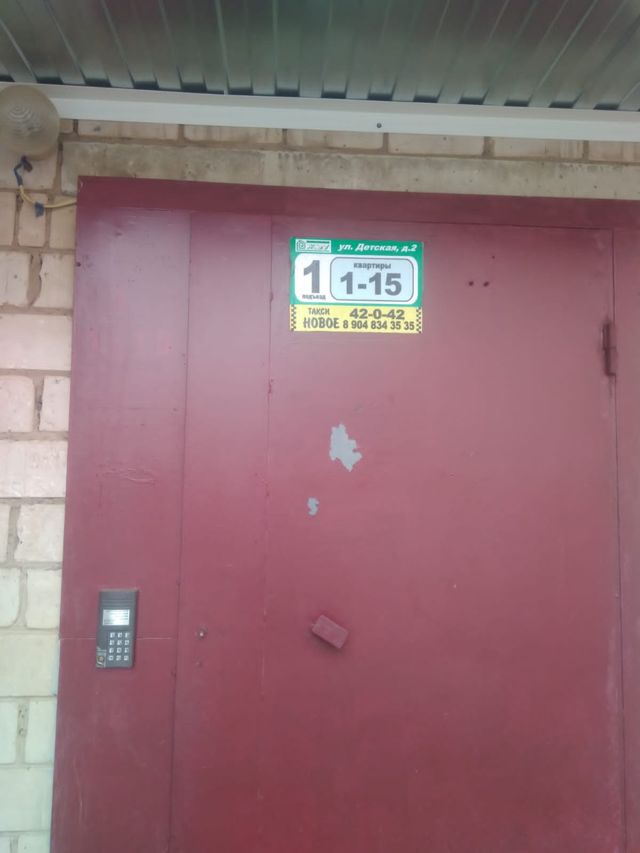 ул. Детская, д.2
1
подъезд
квартиры
1-15
ТАКСИ
НОВОЕ
42-0-42
8 904 834 35 35